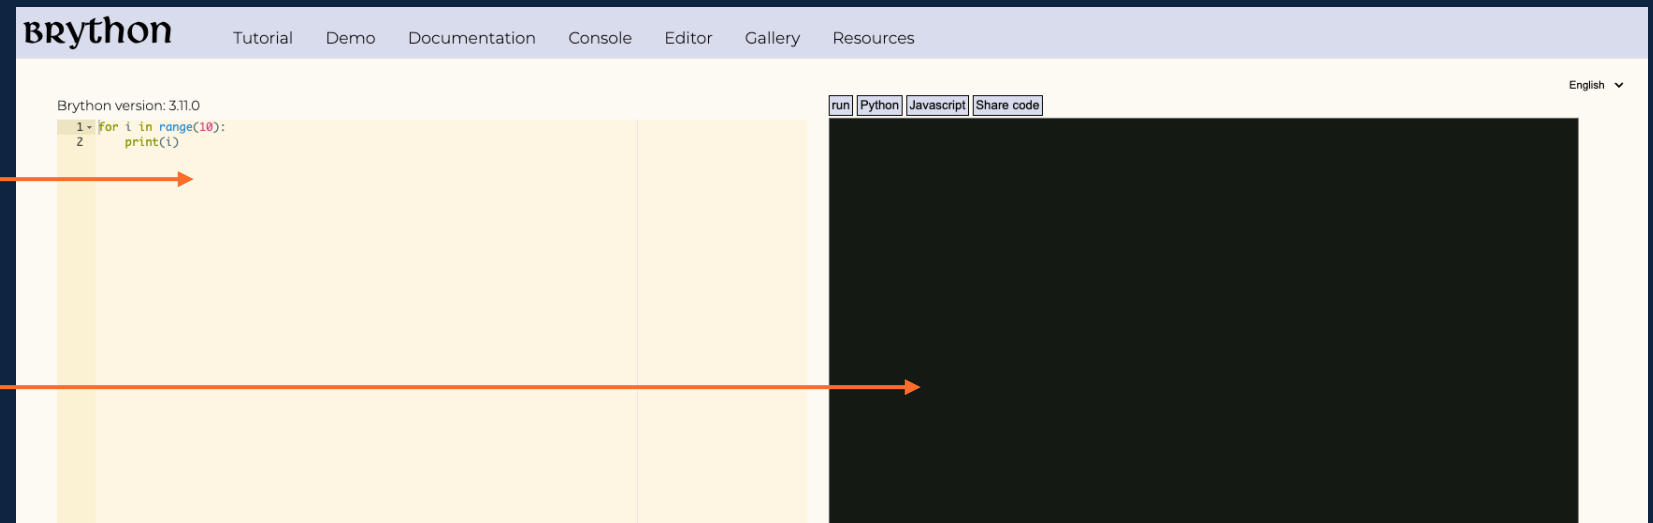 BRython
Tutorial Demo Documentation Console Editor Gallery Resources
English
Brython version: 3.11.0
run Python Javascript Share code
1 for i in range(10):
2     print(i)